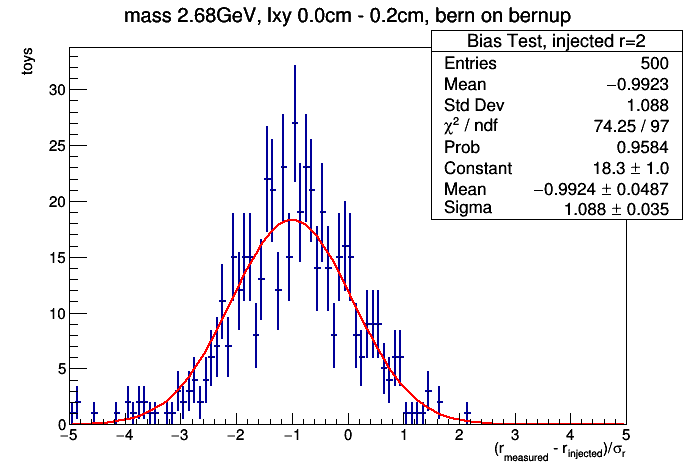 mass 2.68GeV, lxy 0.0cm - 0.2cm, bern on bernup
toys
Bias Test, injected r=2
Entries 500
Mean −0.9923
Std Dev 1.088
χ² / ndf 74.25 / 97
Prob 0.9584
Constant 18.3 ± 1.0
Mean −0.9924 ± 0.0487
Sigma 1.088 ± 0.035
30
25
20
15
10
5
0
−5 −4 −3 −2 −1 0 1 2 3 4 5
(r_measured - r_injected)/σ_r